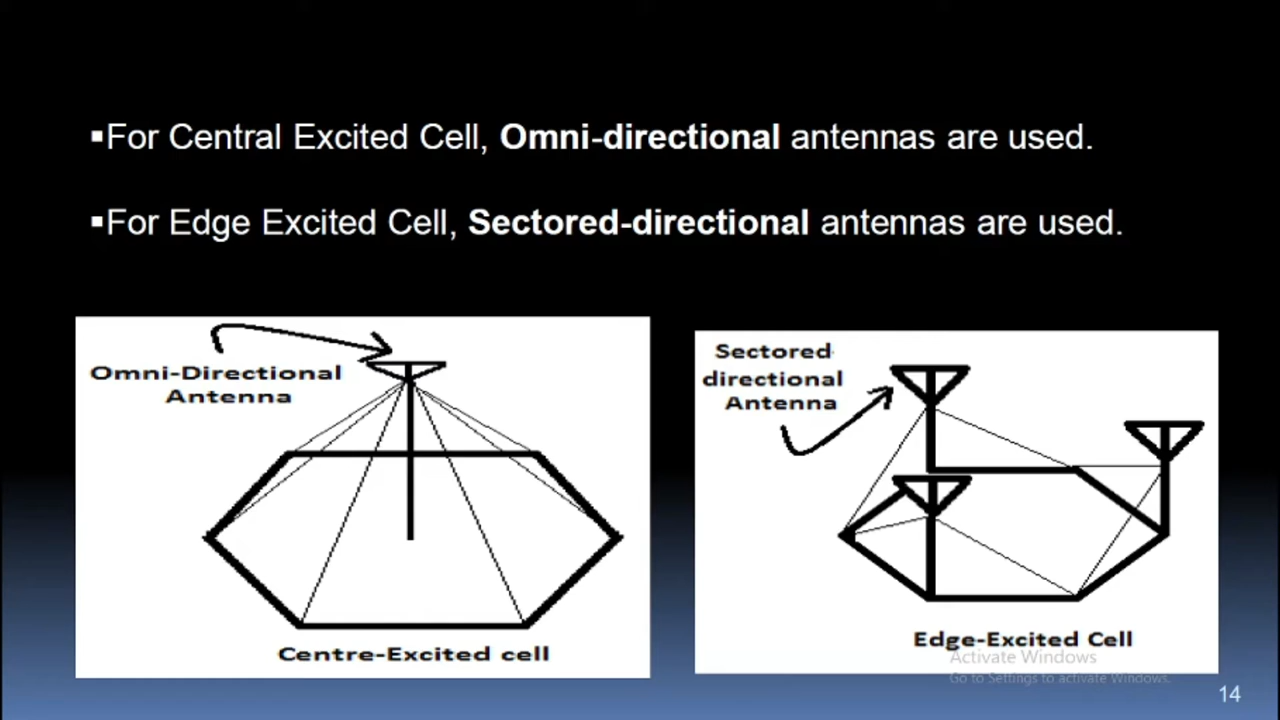 ▪For Central Excited Cell, Omni-directional antennas are used.
▪For Edge Excited Cell, Sectored-directional antennas are used.
Omni-Directional
Antenna
Centre-Excited cell
Sectored
directional
Antenna
Edge-Excited Cell
Activate Windows
Go to Settings to activate Windows.
14